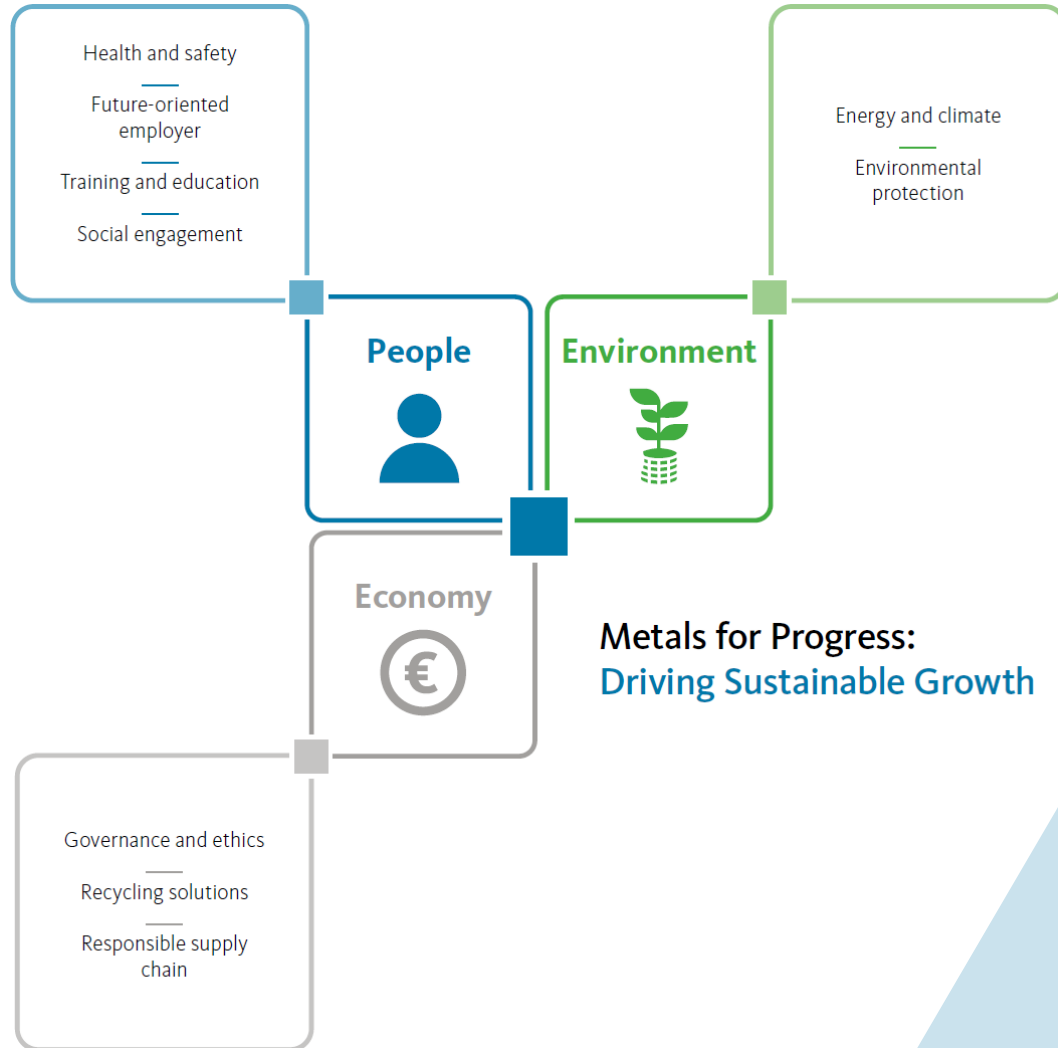 Health and safety
Future-oriented
employer
Training and education
Social engagement
Energy and climate
Environmental
protection
People
Environment
Economy
€
Metals for Progress:
Driving Sustainable Growth
Governance and ethics
Recycling solutions
Responsible supply
chain